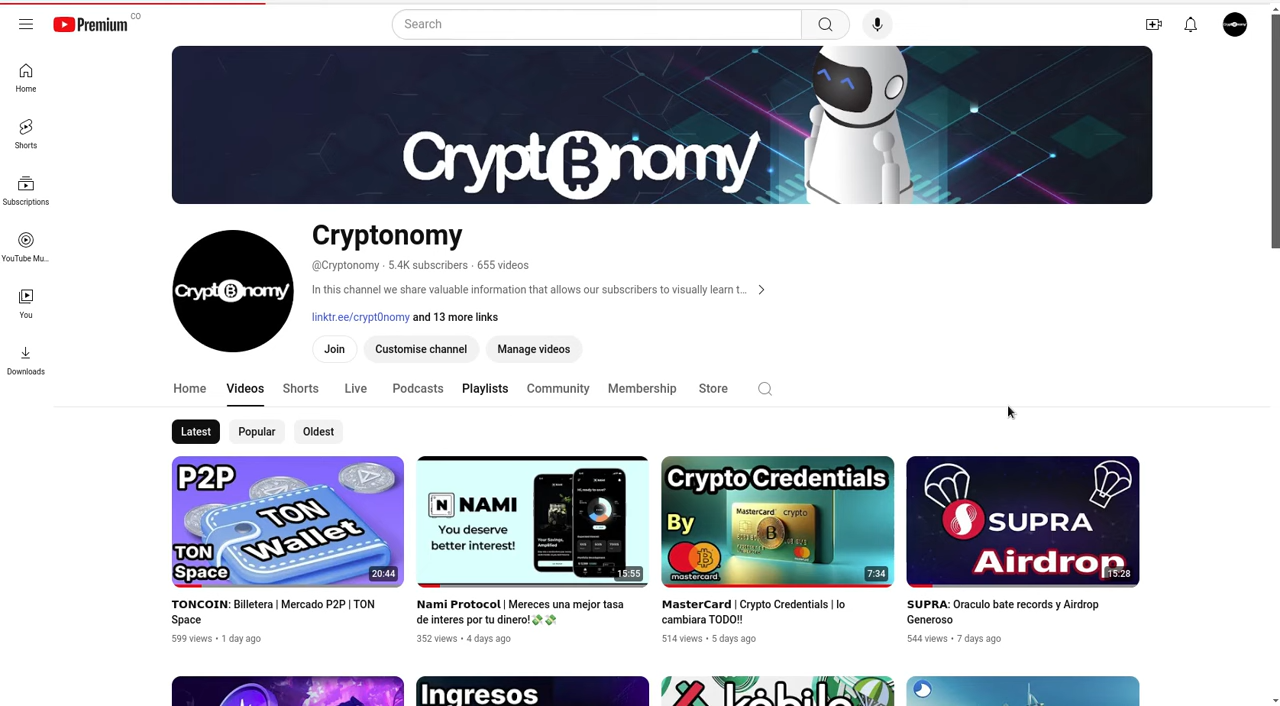 Premium CO
Search
Home
Shorts
Subscriptions
YouTube Mu...
You
Downloads
CryptBnomy
CryptBnomy
Cryptonomy
@Cryptonomy · 5.4K subscribers · 655 videos
In this channel we share valuable information that allows our subscribers to visually learn t...
linktr.ee/crypt0nomy and 13 more links
Join
Customise channel
Manage videos
Home
Videos
Shorts
Live
Podcasts
Playlists
Community
Membership
Store
Latest
Popular
Oldest
P2P
TON
Wallet
TON
Space
20:44
TONCOIN: Billetera | Mercado P2P | TON
Space
599 views • 1 day ago
N NAMI
You deserve
better interest!
15:55
Nami Protocol | Mereces una mejor tasa
de interes por tu dinero!💸💸
352 views • 4 days ago
Crypto Credentials
MasterCard crypto
By
mastercard
7:34
MasterCard | Crypto Credentials | lo
cambiara TODO!!
514 views • 5 days ago
SUPRA
Airdrop
15:28
SUPRA: Oraculo bate records y Airdrop
Generoso
544 views • 7 days ago
Ingresos